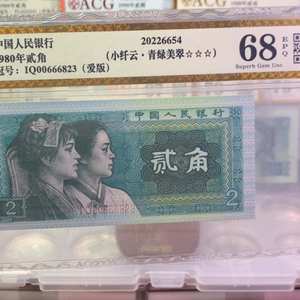 ACG
中国人民银行
1980年贰角
冠号：IQ00666823（爱版）
20226654
（小纤云·青绿美翠☆☆☆）
68 EPQ
Superb Gem Unc
中国人民银行
贰角
2
2